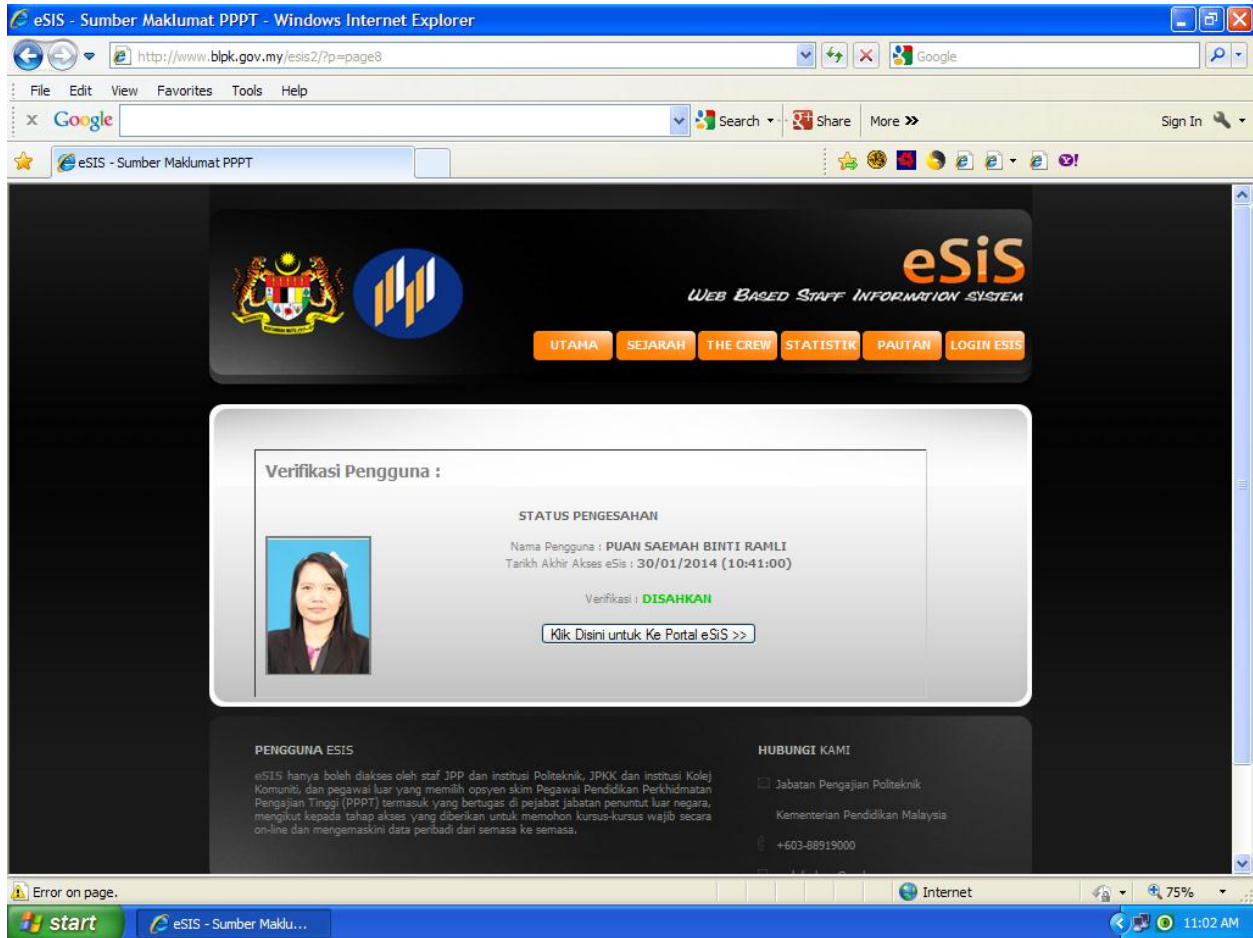 eSIS - Sumber Maklumat PPPT - Windows Internet Explorer
http://www.blpk.gov.my/esis2/?p=page8
Google
File Edit View Favorites Tools Help
x Google Search Share More >> Sign In
eSIS - Sumber Maklumat PPPT
eSiS
WEB BASED STAFF INFORMATION SYSTEM
UTAMA SEJARAH THE CREW STATISTIK PAUTAN LOGIN ESIS
Verifikasi Pengguna :
STATUS PENGESAHAN
Nama Pengguna : PUAN SAEMAH BINTI RAMLI
Tarikh Akhir Akses eSis : 30/01/2014 (10:41:00)
Verifikasi : DISAHKAN
Klik Disini untuk Ke Portal eSiS >>
PENGGUNA ESIS
eSIS hanya boleh diakses oleh staf JPP dan institusi Politeknik, JPKK dan institusi Kolej
Komuniti, dan pegawai luar yang memilih opsyen skim Pegawai Pendidikan Perkhidmatan
Pengajian Tinggi (PPPT) termasuk yang bertugas di pejabat jabatan penuntut luar negara,
mengikut kepada tahap akses yang diberikan untuk memohon kursus-kursus wajib secara
on-line dan mengemaskini data peribadi dari semasa ke semasa.
HUBUNGI KAMI
Jabatan Pengajian Politeknik
Kementerian Pendidikan Malaysia
+603-88919000
Error on page.
Internet
75%
start
eSIS - Sumber Maklu...
11:02 AM